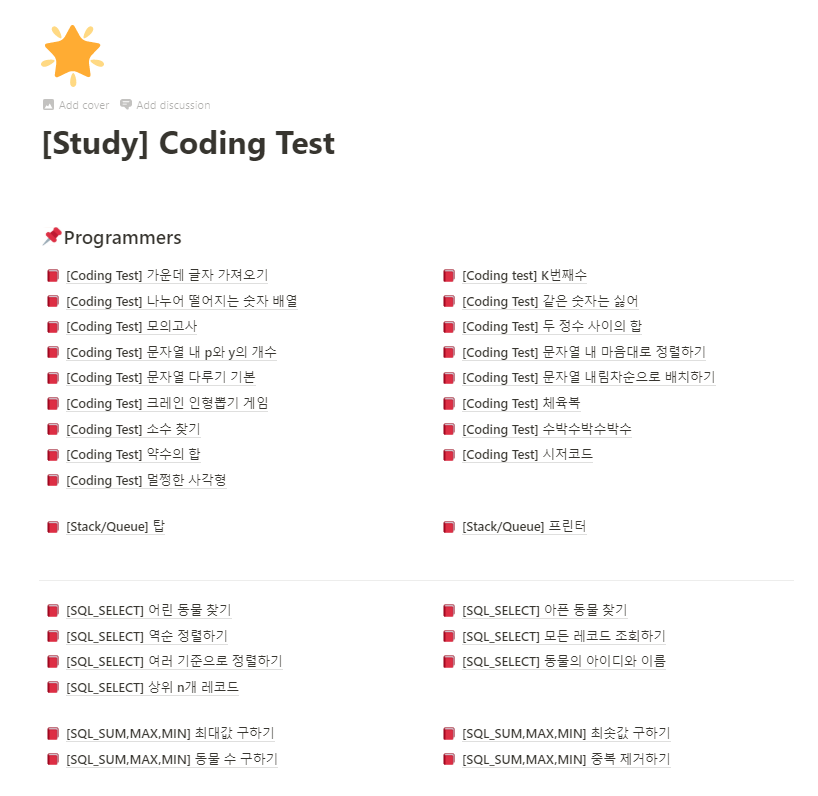 Add cover Add discussion
[Study] Coding Test
Programmers
[Coding Test] 가운데 글자 가져오기
[Coding Test] 나누어 떨어지는 숫자 배열
[Coding Test] 모의고사
[Coding Test] 문자열 내 p와 y의 개수
[Coding Test] 문자열 다루기 기본
[Coding Test] 크레인 인형뽑기 게임
[Coding Test] 소수 찾기
[Coding Test] 약수의 합
[Coding Test] 멀쩡한 사각형
[Coding test] K번째수
[Coding Test] 같은 숫자는 싫어
[Coding Test] 두 정수 사이의 합
[Coding Test] 문자열 내 마음대로 정렬하기
[Coding Test] 문자열 내림차순으로 배치하기
[Coding Test] 체육복
[Coding Test] 수박수박수박수
[Coding Test] 시저코드
[Stack/Queue] 탑
[Stack/Queue] 프린터
[SQL_SELECT] 어린 동물 찾기
[SQL_SELECT] 역순 정렬하기
[SQL_SELECT] 여러 기준으로 정렬하기
[SQL_SELECT] 상위 n개 레코드
[SQL_SELECT] 아픈 동물 찾기
[SQL_SELECT] 모든 레코드 조회하기
[SQL_SELECT] 동물의 아이디와 이름
[SQL_SUM,MAX,MIN] 최대값 구하기
[SQL_SUM,MAX,MIN] 동물 수 구하기
[SQL_SUM,MAX,MIN] 최솟값 구하기
[SQL_SUM,MAX,MIN] 중복 제거하기